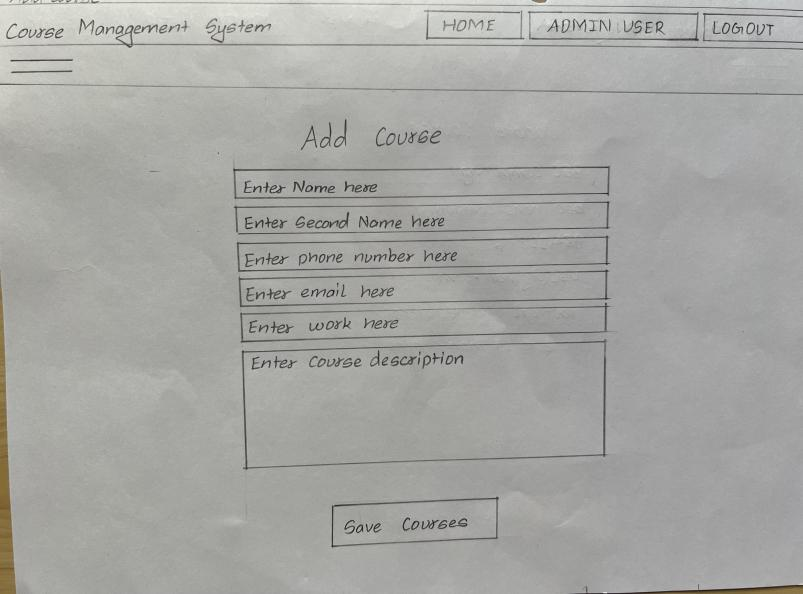 Course Management System HOME ADMIN USER LOGOUT
Add Course
Enter Name here
Enter Second Name here
Enter phone number here
Enter email here
Enter work here
Enter Course description
Save Courses